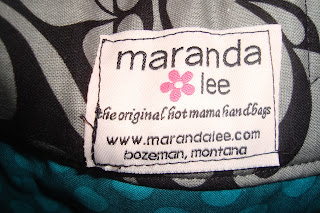 maranda
lee
the original hot mama handbags
www.marandalee.com
bozeman, montana